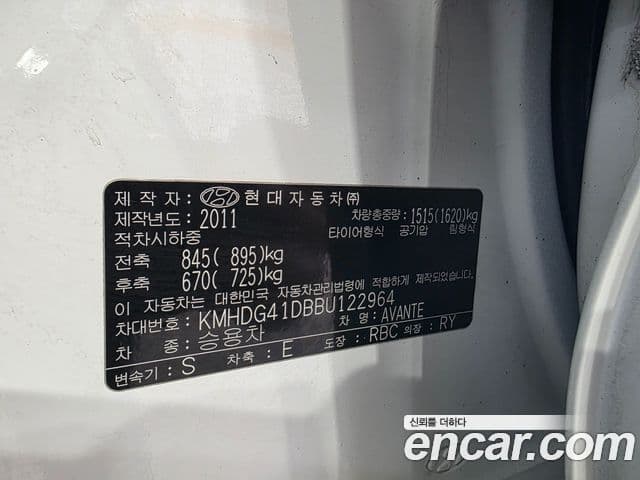 제 작 자 : 현대자동차㈜
제작년도 : 2011 차량총중량 : 1515(1620)kg
적차시하중 타이어형식 공기압 림형식
전축 845( 895)kg
후축 670( 725)kg
이 자동차는 대한민국 자동차관리법령에 적합하게 제작되었습니다.
차대번호 : KMHDG41DBBU122964
차 종 : 승용차 차명 : AVANTE
변속기 : S 차축 : E 도장 : RBC 의장 : RY
신뢰를 더하다
encar.com